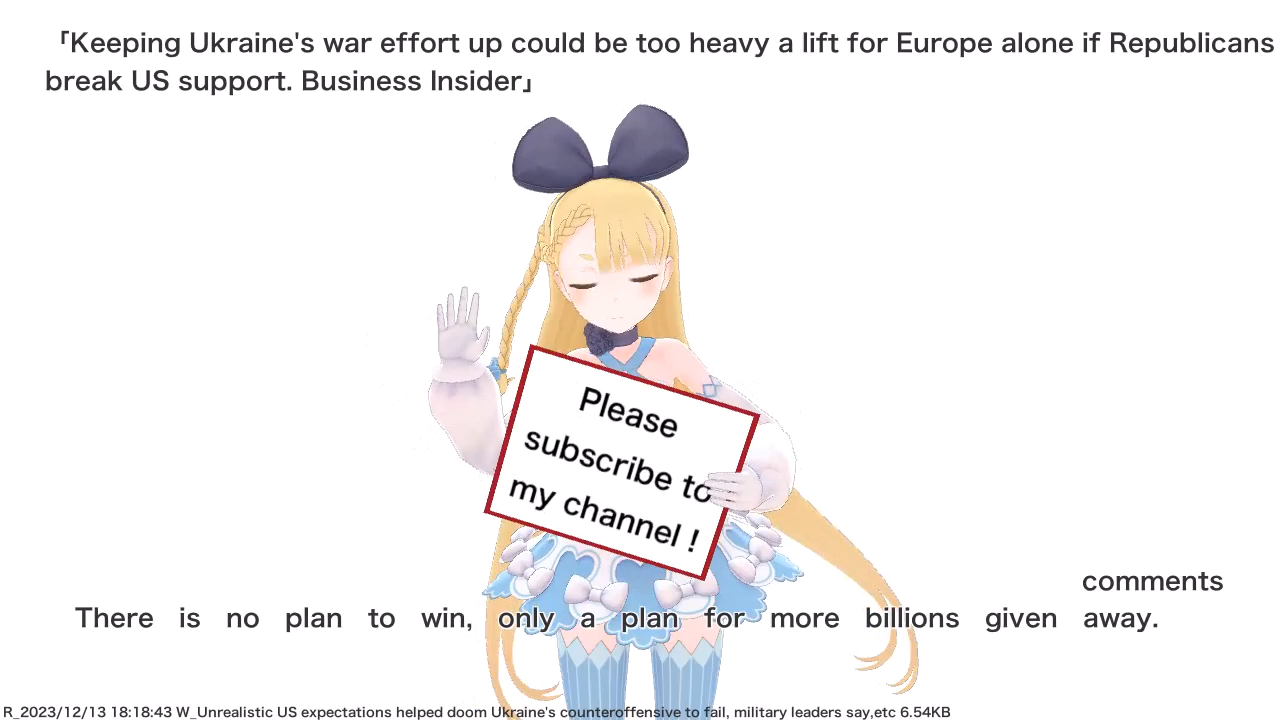 「Keeping Ukraine's war effort up could be too heavy a lift for Europe alone if Republicans
break US support. Business Insider」
Please
subscribe to
my channel !
comments
There is no plan to win, only a plan for more billions given away.
R_2023/12/13 18:18:43 W_Unrealistic US expectations helped doom Ukraine's counteroffensive to fail, military leaders say,etc 6.54KB